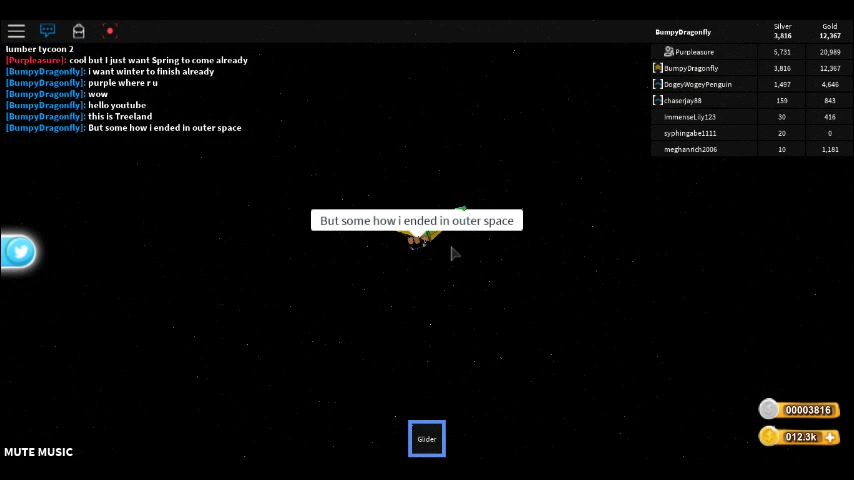 lumber tycoon 2
[Purpleasure]: cool but I just want Spring to come already
[BumpyDragonfly]: i want winter to finish already
[BumpyDragonfly]: purple where r u
[BumpyDragonfly]: wow
[BumpyDragonfly]: hello youtube
[BumpyDragonfly]: this is Treeland
[BumpyDragonfly]: But some how i ended in outer space
BumpyDragonfly Silver 3,816 Gold 12,367
Purpleasure 5,731 20,989
BumpyDragonfly 3,816 12,367
DogeyWogeyPenguin 1,497 4,646
chaserjay88 159 843
ImmenseLily123 30 416
syphingabe1111 20 0
meghanrich2006 10 1,181
But some how i ended in outer space
00003816
012.3k +
Glider
MUTE MUSIC